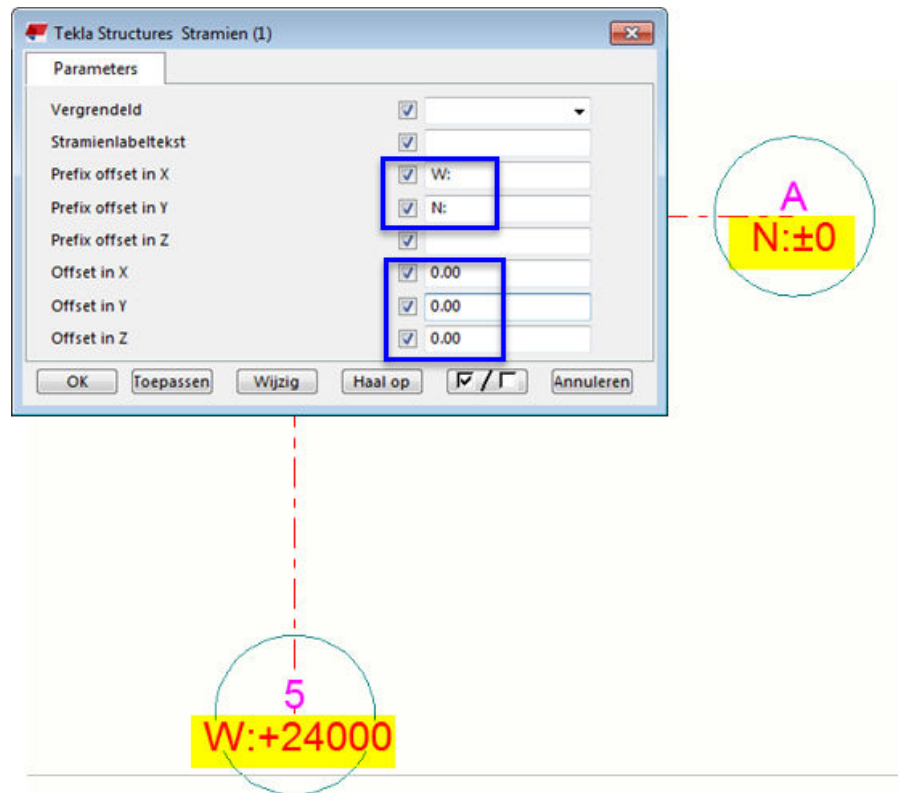 Tekla Structures Stramien (1)
Parameters
Vergrendeld
Stramienlabeltekst
Prefix offset in X W:
Prefix offset in Y N:
Prefix offset in Z
Offset in X 0.00
Offset in Y 0.00
Offset in Z 0.00
OK Toepassen Wijzig Haal op / Annuleren
A
N:±0
5
W:+24000